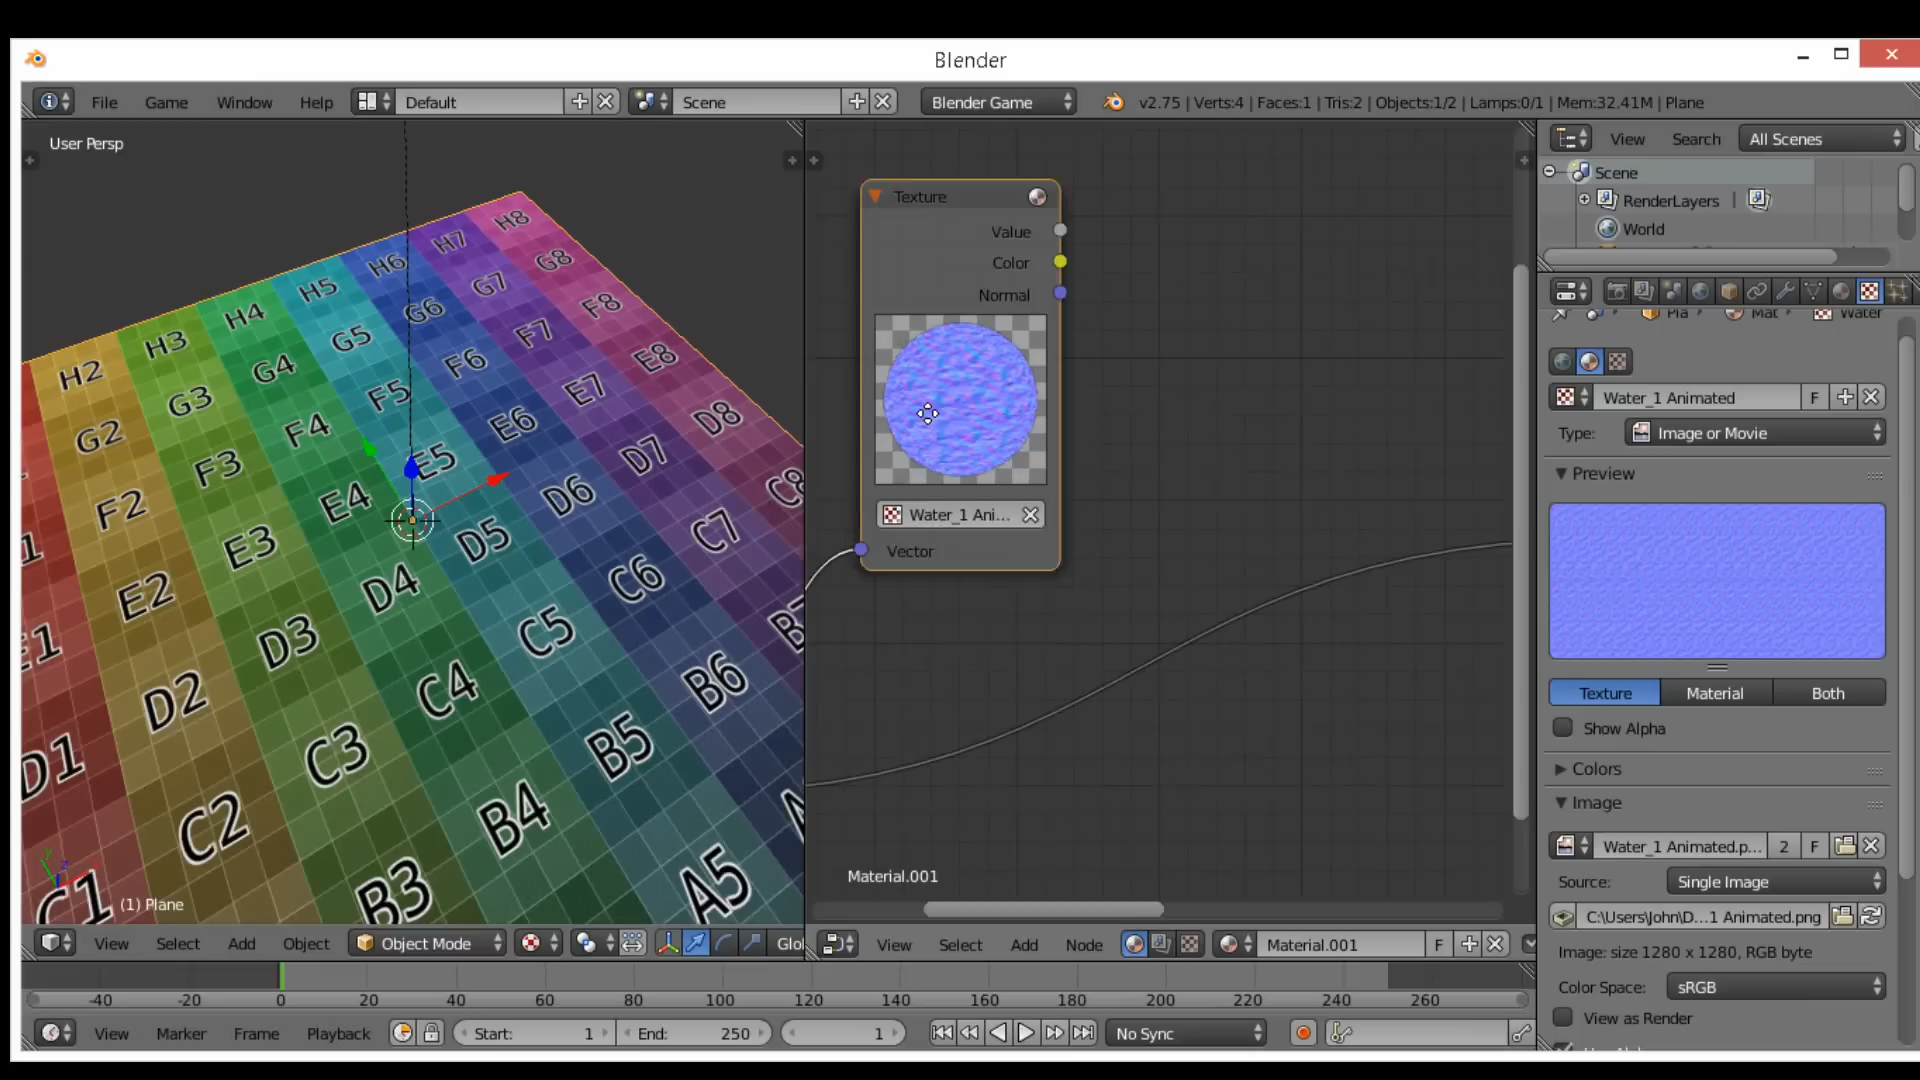 Blender
File Game Window Help Default Scene Blender Game v2.75 | Verts:4 | Faces:1 | Tris:2 | Objects:1/2 | Lamps:0/1 | Mem:32.41M | Plane
User Persp
View Search All Scenes
Scene
RenderLayers
World
Texture
Value
Color
Normal
Water_1 Ani...
Vector
Material.001
Pla Mat Water
Water_1 Animated F
Type: Image or Movie
Preview
Texture Material Both
Show Alpha
Colors
Image
Water_1 Animated.p... 2 F
Source: Single Image
C:\Users\John\D...1 Animated.png
Image: size 1280 x 1280, RGB byte
Color Space: sRGB
View as Render
H2 H3 H4 H5 H6 H7 H8
G2 G3 G4 G5 G6 G7 G8
F2 F3 F4 F5 F6 F7 F8
E1 E2 E3 E4 E5 E6 E7 E8
D1 D2 D3 D4 D5 D6 D7 D8
C1 C2 C3 C4 C5 C6 C7 C8
B3 B4 B5 B6 B7
A5
(1) Plane
View Select Add Object Object Mode Glo
View Select Add Node Material.001 F
-40 -20 0 20 40 60 80 100 120 140 160 180 200 220 240 260
View Marker Frame Playback Start: 1 End: 250 1 No Sync